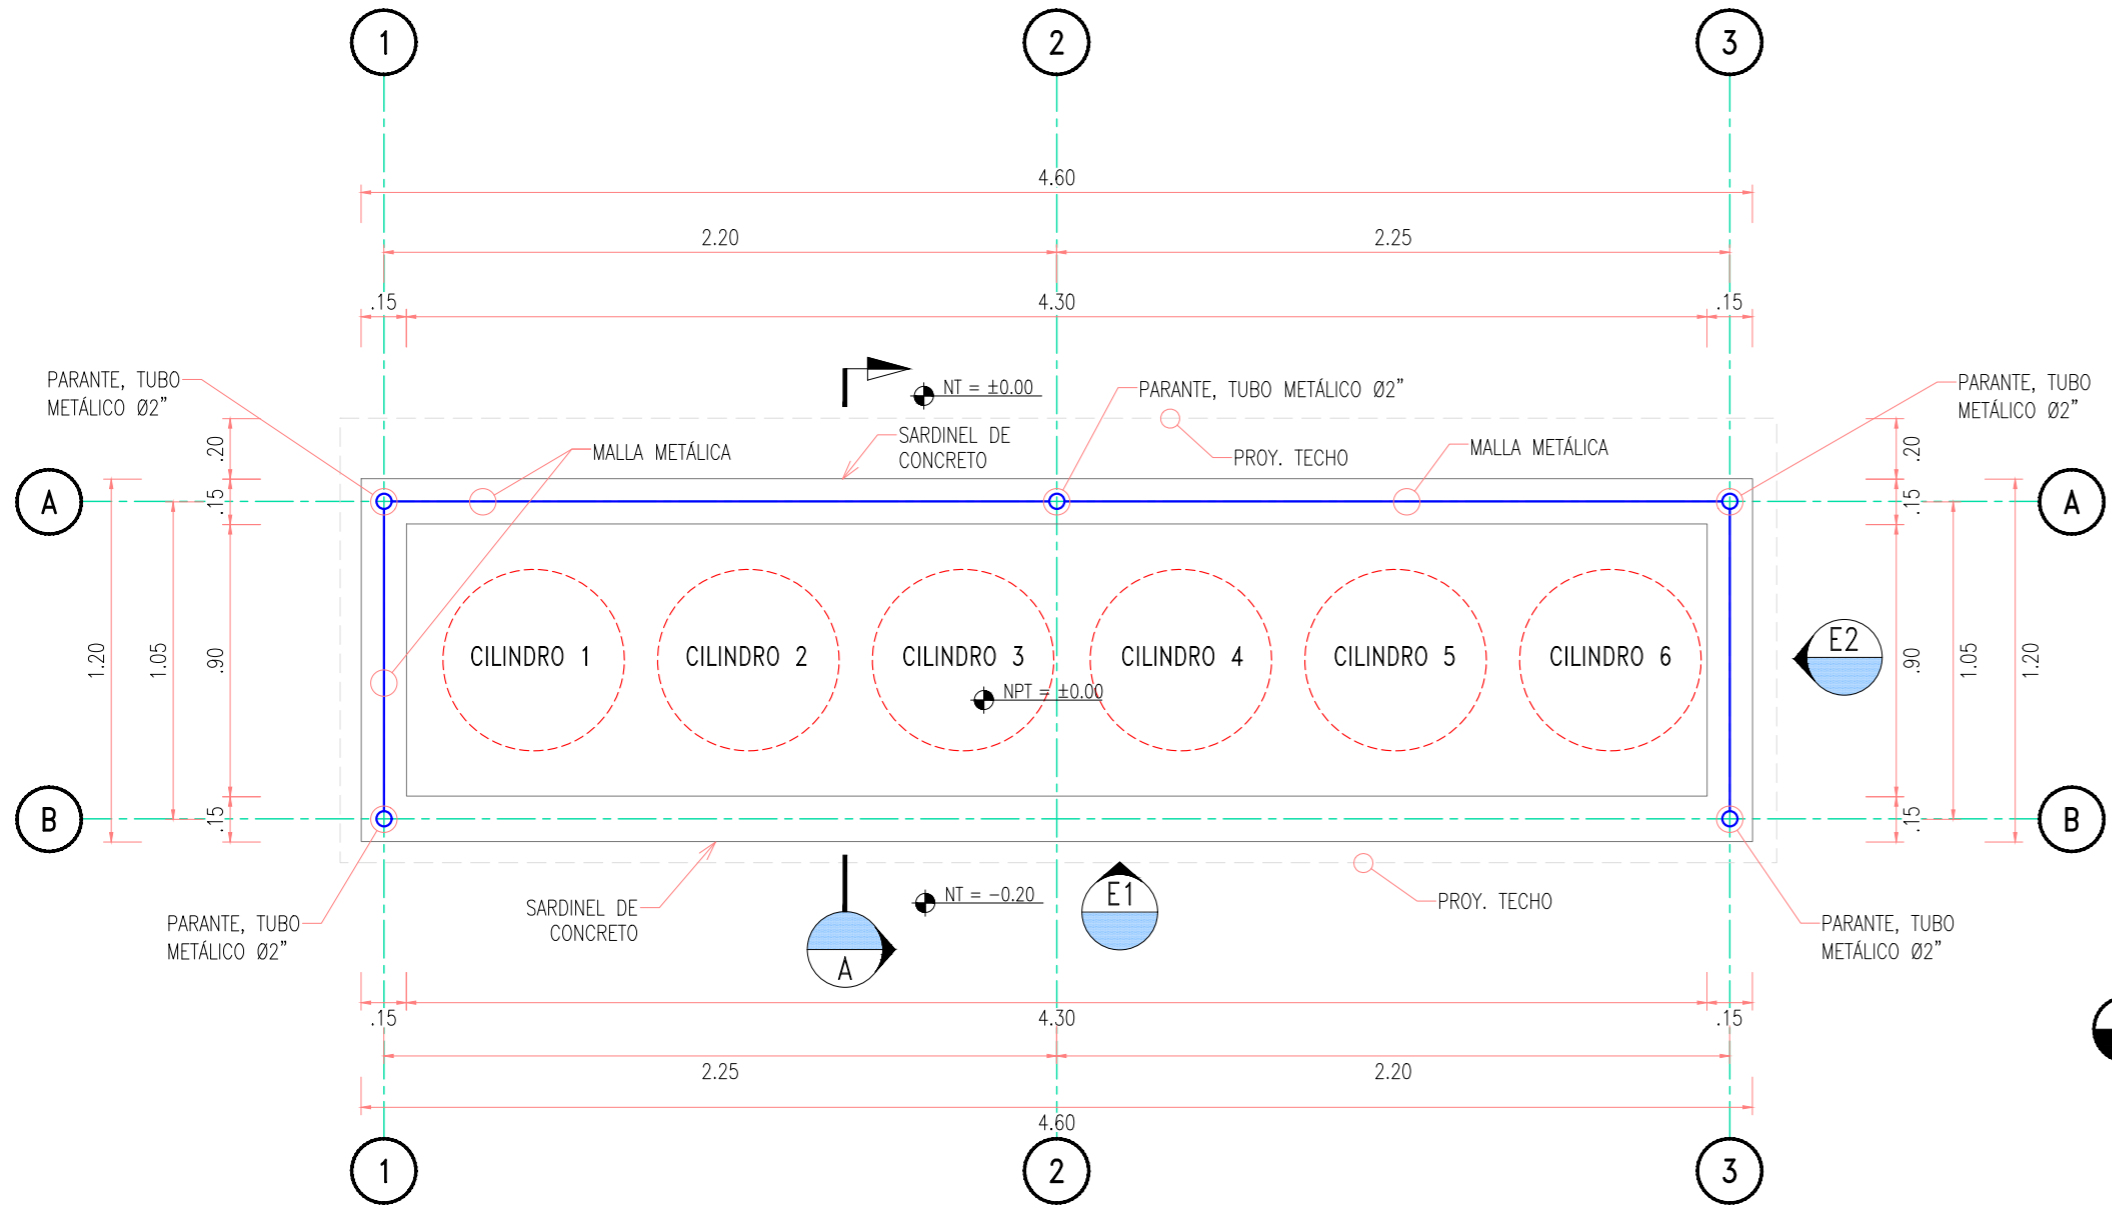 1
2
3
4.60
2.20
2.25
.15
4.30
.15
PARANTE, TUBO
METÁLICO Ø2”
NT = ±0.00
PARANTE, TUBO METÁLICO Ø2”
PARANTE, TUBO
METÁLICO Ø2”
.20
MALLA METÁLICA
SARDINEL DE
CONCRETO
PROY. TECHO
MALLA METÁLICA
.20
A
.15
.15
A
1.20
1.05
.90
CILINDRO 1
CILINDRO 2
CILINDRO 3
CILINDRO 4
CILINDRO 5
CILINDRO 6
E2
.90
1.05
1.20
NPT = ±0.00
B
.15
.15
B
PARANTE, TUBO
METÁLICO Ø2”
SARDINEL DE
CONCRETO
A
NT = −0.20
E1
PROY. TECHO
PARANTE, TUBO
METÁLICO Ø2”
.15
4.30
.15
2.25
2.20
4.60
1
2
3